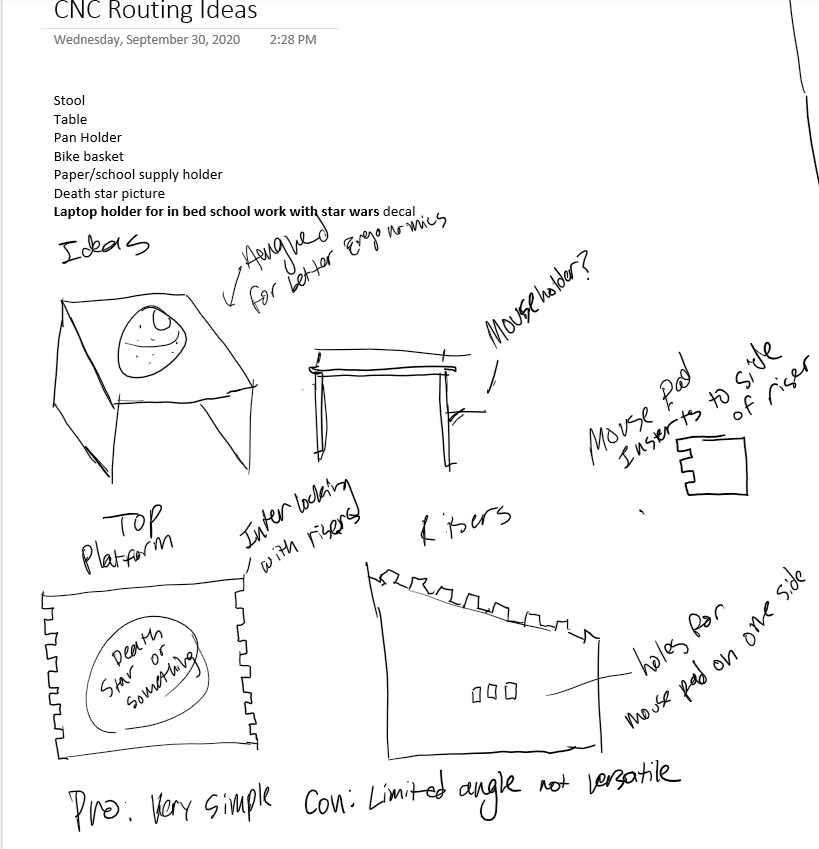 CNC Routing Ideas
Wednesday, September 30, 2020 2:28 PM
Stool
Table
Pan Holder
Bike basket
Paper/school supply holder
Death star picture
Laptop holder for in bed school work with star wars decal
Ideas
for better Ergonomics
Mouseholder?
Mouse Pad
Inserts to side
of riser
Top
Platform
Interlocking
with risers
Risers
Death
Star or
something
holes for
mouse pad on one side
Pro: Very simple Con: Limited angle not versatile